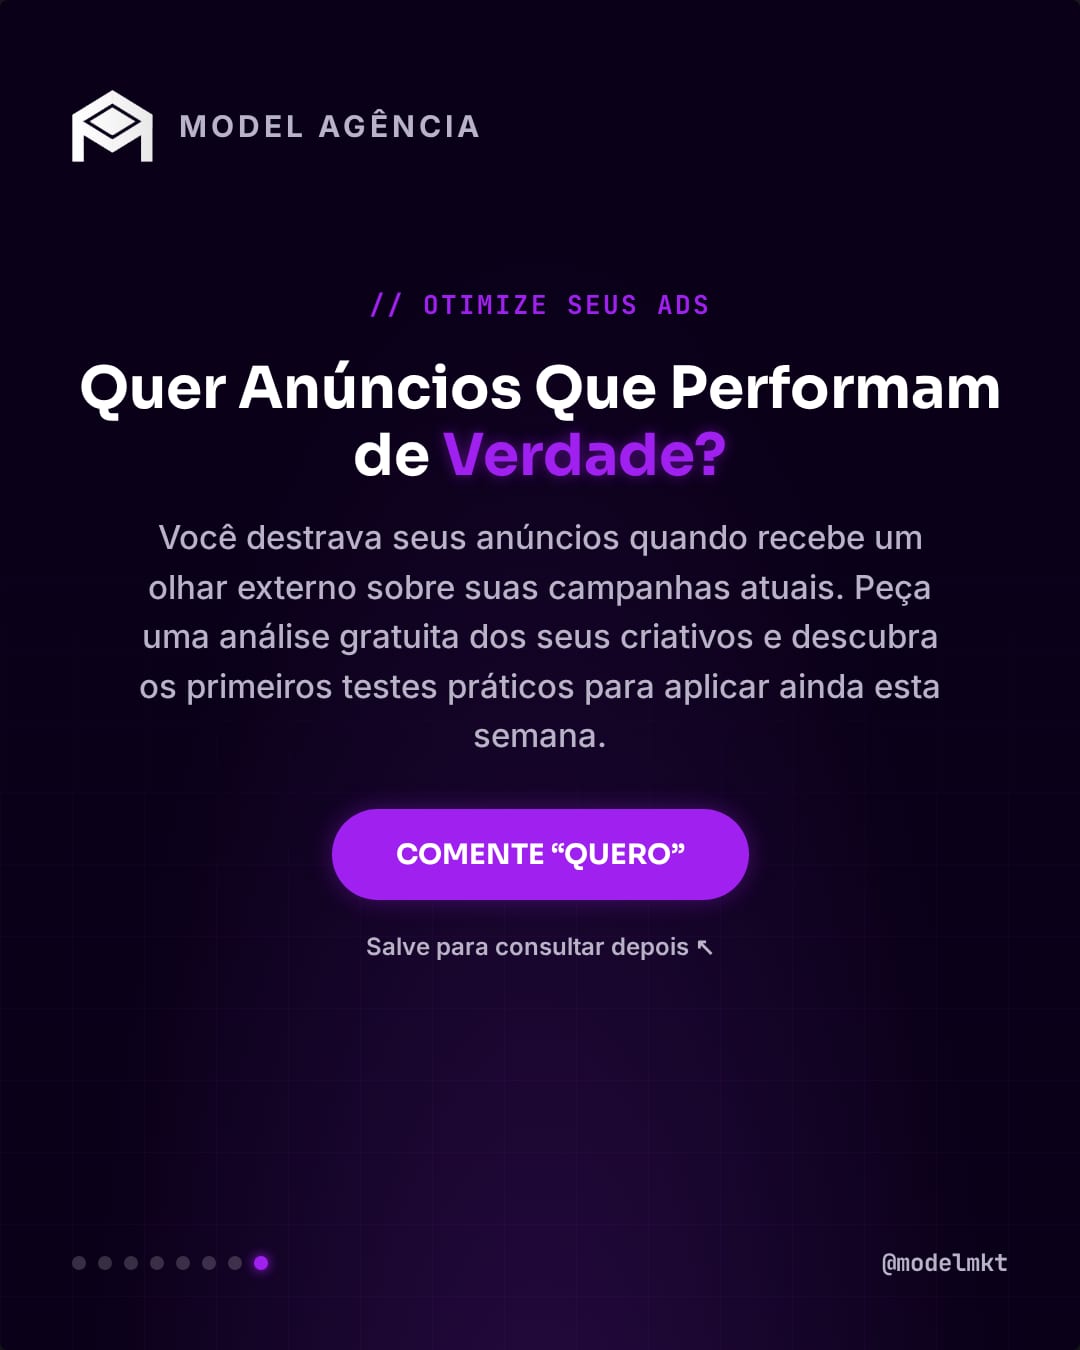 MODEL AGÊNCIA
// OTIMIZE SEUS ADS
Quer Anúncios Que Performam
de Verdade?
Você destrava seus anúncios quando recebe um
olhar externo sobre suas campanhas atuais. Peça
uma análise gratuita dos seus criativos e descubra
os primeiros testes práticos para aplicar ainda esta
semana.
COMENTE “QUERO”
Salve para consultar depois ↖
@modelmkt